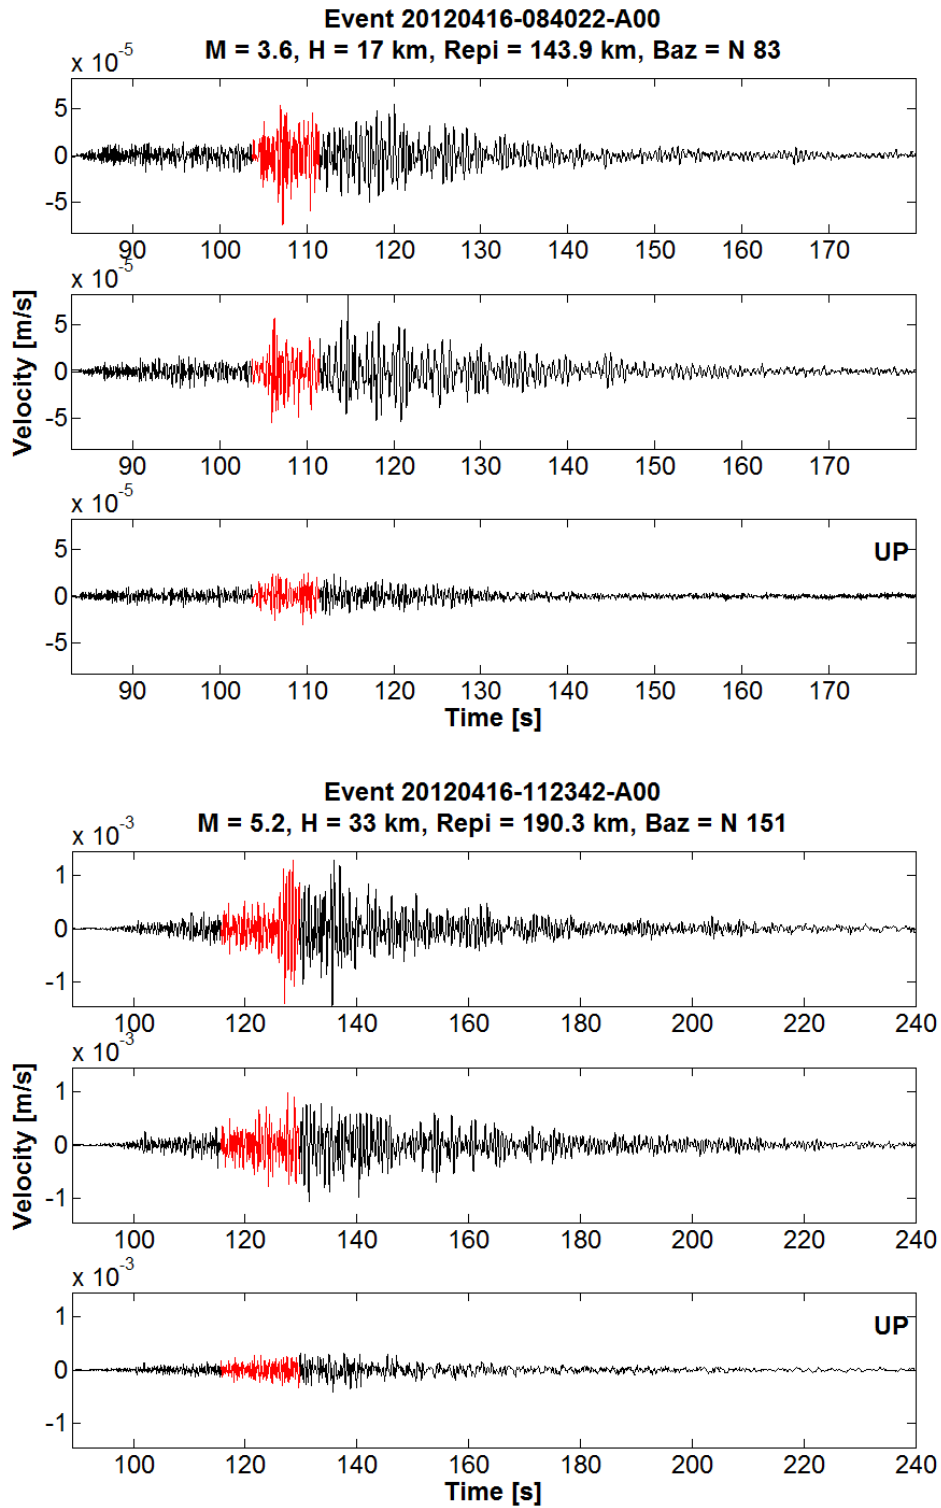 Event 20120416-084022-A00
M = 3.6, H = 17 km, Repi = 143.9 km, Baz = N 83
x 10^-5
5
0
-5
90 100 110 120 130 140 150 160 170
x 10^-5
5
0
-5
90 100 110 120 130 140 150 160 170
Velocity [m/s]
x 10^-5
UP
5
0
-5
90 100 110 120 130 140 150 160 170
Time [s]
Event 20120416-112342-A00
M = 5.2, H = 33 km, Repi = 190.3 km, Baz = N 151
x 10^-3
1
0
-1
100 120 140 160 180 200 220 240
x 10^-3
1
0
-1
100 120 140 160 180 200 220 240
Velocity [m/s]
x 10^-3
UP
1
0
-1
100 120 140 160 180 200 220 240
Time [s]